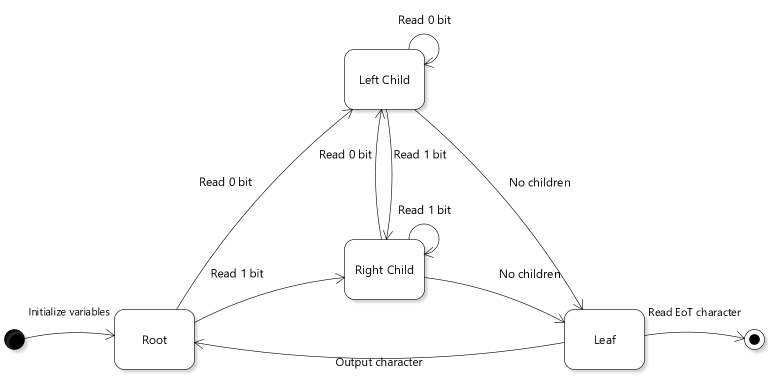 Read 0 bit
Left Child
Read 0 bit
Read 1 bit
Read 0 bit
No children
Read 1 bit
Read 1 bit
Right Child
No children
Initialize variables
Read EoT character
Root
Leaf
Output character